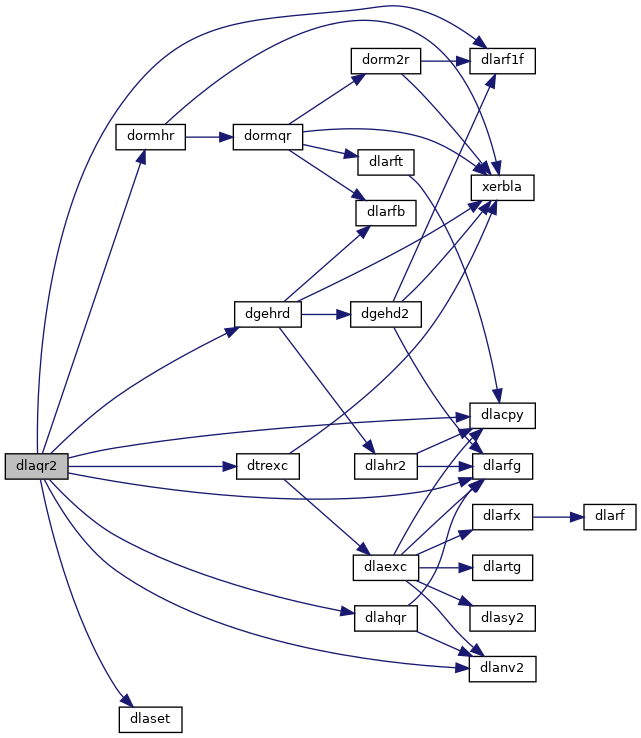 dorm2r
dlarf1f
dormhr
dormqr
dlarft
xerbla
dlarfb
dgehrd
dgehd2
dlacpy
dlaqr2
dtrexc
dlahr2
dlarfg
dlarfx
dlarf
dlaexc
dlartg
dlahqr
dlasy2
dlanv2
dlaset